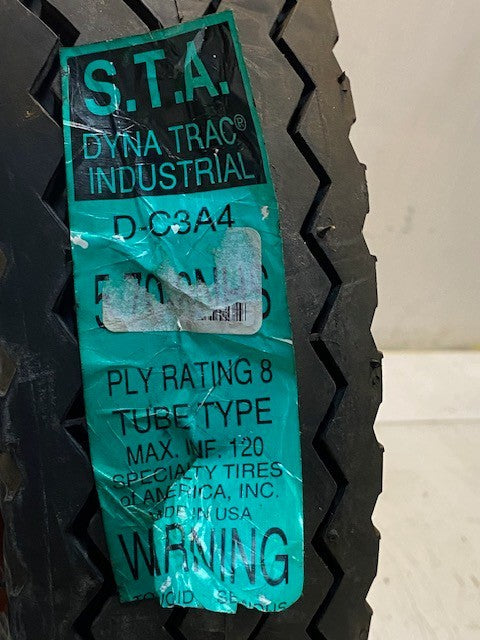 S.T.A.
DYNA TRAC®
INDUSTRIAL
D-C3A4
PLY RATING 8
TUBE TYPE
MAX. INF. 120
SPECIALTY TIRES
of AMERICA, INC.
MADE IN USA
WARNING